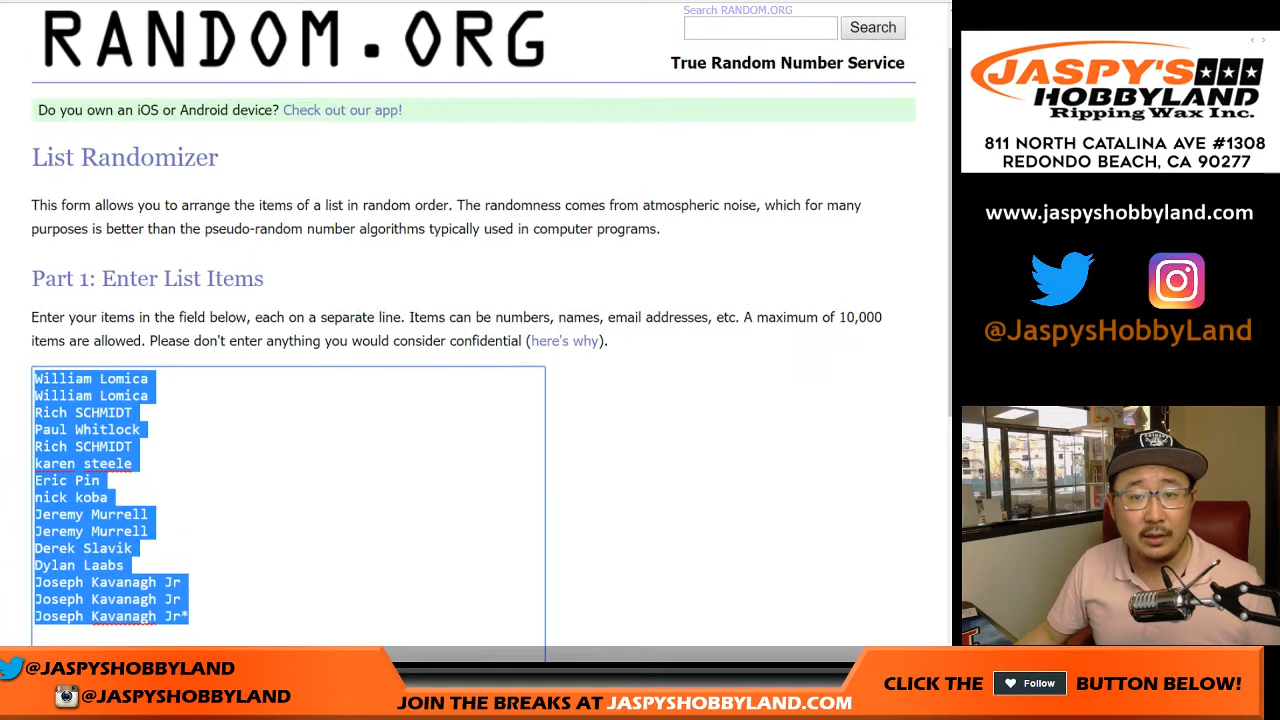 RANDOM.ORG
Search RANDOM.ORG
Search
True Random Number Service
Do you own an iOS or Android device? Check out our app!
List Randomizer
This form allows you to arrange the items of a list in random order. The randomness comes from atmospheric noise, which for many
purposes is better than the pseudo-random number algorithms typically used in computer programs.
Part 1: Enter List Items
Enter your items in the field below, each on a separate line. Items can be numbers, names, email addresses, etc. A maximum of 10,000
items are allowed. Please don't enter anything you would consider confidential (here's why).
William Lomica
William Lomica
Rich SCHMIDT
Paul Whitlock
Rich SCHMIDT
karen steele
Eric Pin
nick koba
Jeremy Murrell
Jeremy Murrell
Derek Slavik
Dylan Laabs
Joseph Kavanagh Jr
Joseph Kavanagh Jr
Joseph Kavanagh Jr*
JASPY'S
HOBBYLAND
Ripping Wax Inc.
811 NORTH CATALINA AVE #1308
REDONDO BEACH, CA 90277
www.jaspyshobbyland.com
@JaspysHobbyLand
@JASPYSHOBBYLAND
@JASPYSHOBBYLAND
JOIN THE BREAKS AT JASPYSHOBBYLAND.COM
CLICK THE Follow BUTTON BELOW!